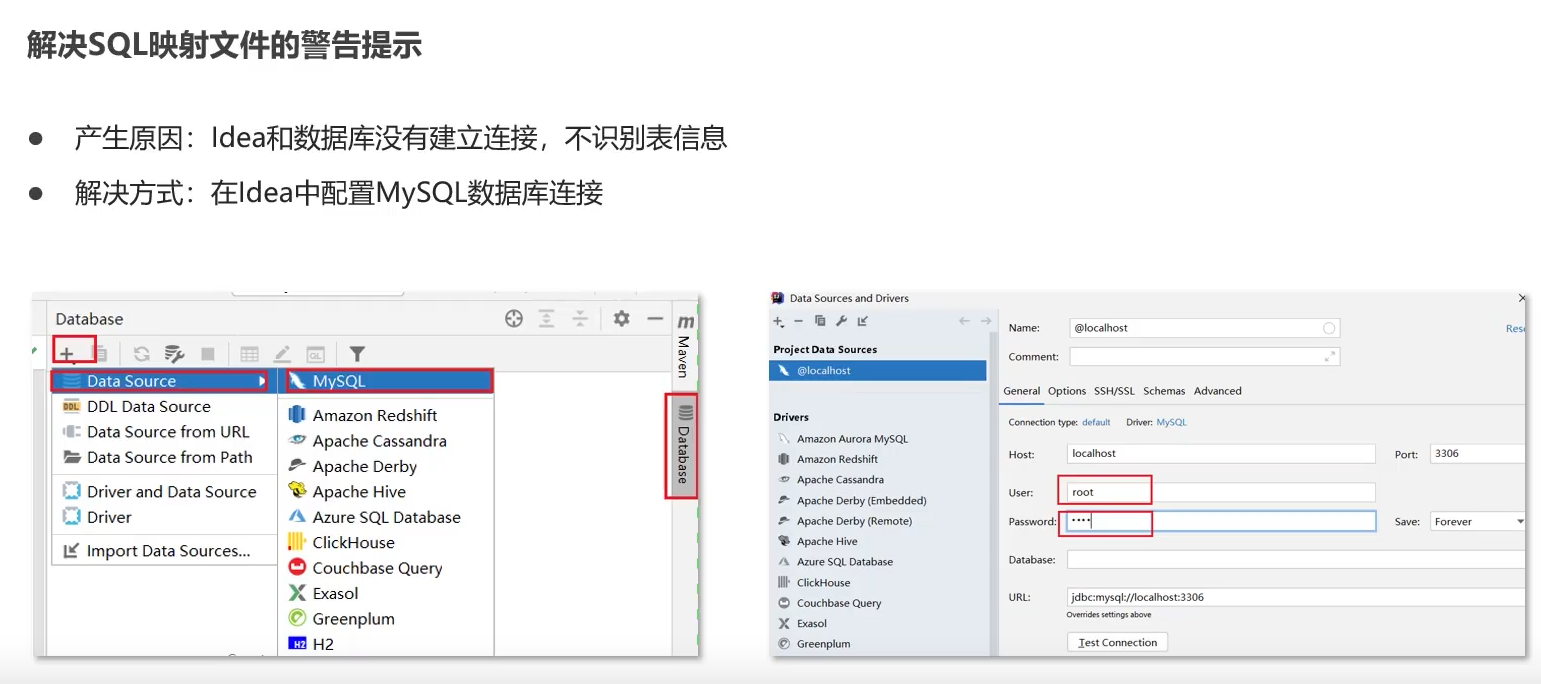 解决SQL映射文件的警告提示
● 产生原因：Idea和数据库没有建立连接，不识别表信息
● 解决方式：在Idea中配置MySQL数据库连接
Database
Data Source
DDL Data Source
Data Source from URL
Data Source from Path
Driver and Data Source
Driver
Import Data Sources...
MySQL
Amazon Redshift
Apache Cassandra
Apache Derby
Apache Hive
Azure SQL Database
ClickHouse
Couchbase Query
Exasol
Greenplum
H2
Maven
Database
Data Sources and Drivers
Project Data Sources
@localhost
Drivers
Amazon Aurora MySQL
Amazon Redshift
Apache Cassandra
Apache Derby (Embedded)
Apache Derby (Remote)
Apache Hive
Azure SQL Database
ClickHouse
Couchbase Query
Exasol
Greenplum
Name: @localhost
Comment:
General Options SSH/SSL Schemas Advanced
Connection type: default Driver: MySQL
Host: localhost Port: 3306
User: root
Password: •••• Save: Forever
Database:
URL: jdbc:mysql://localhost:3306
Overrides settings above
Test Connection